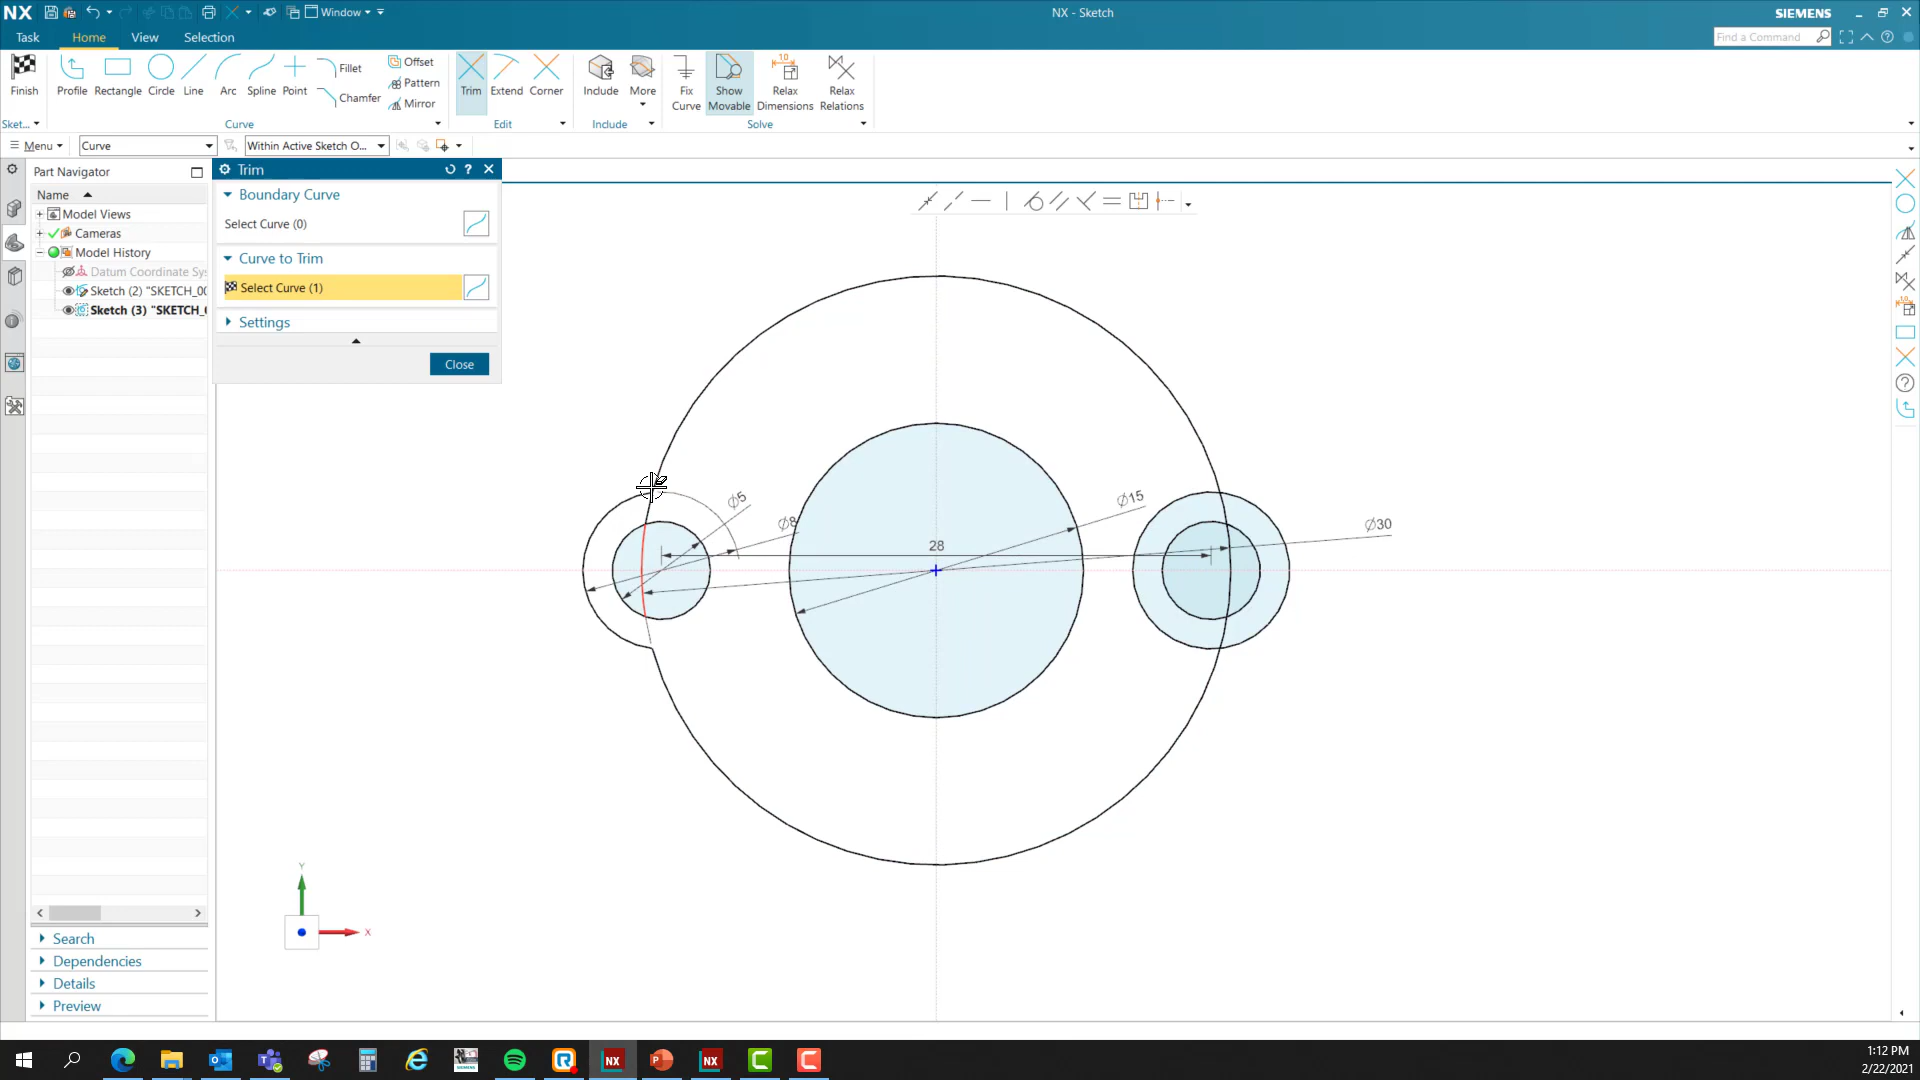 NX Window NX - Sketch SIEMENS
Task Home View Selection Find a Command
Finish Profile Rectangle Circle Line Arc Spline Point Fillet Chamfer Offset Pattern Mirror Trim Extend Corner Include More Fix Curve Show Movable Relax Dimensions Relax Relations
Sket... Curve Edit Include Solve
Menu Curve Within Active Sketch O...
Part Navigator
Name
Model Views
Cameras
Model History
Datum Coordinate Sy
Sketch (2) "SKETCH_00
Sketch (3) "SKETCH_
Trim
Boundary Curve
Select Curve (0)
Curve to Trim
Select Curve (1)
Settings
Close
Ø5
Ø8
28
Ø15
Ø30
Y
X
Search
Dependencies
Details
Preview
1:12 PM
2/22/2021